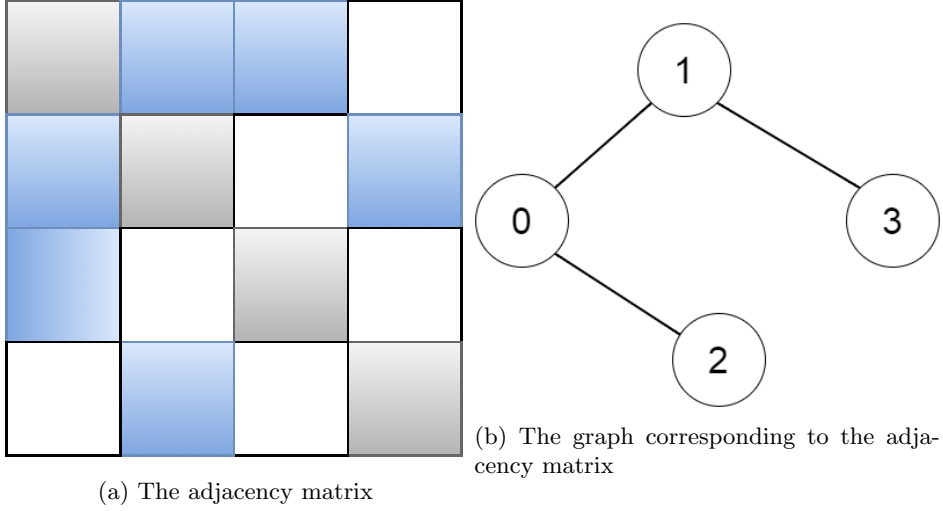 1
0
3
2
(b) The graph corresponding to the adja-
cency matrix
(a) The adjacency matrix